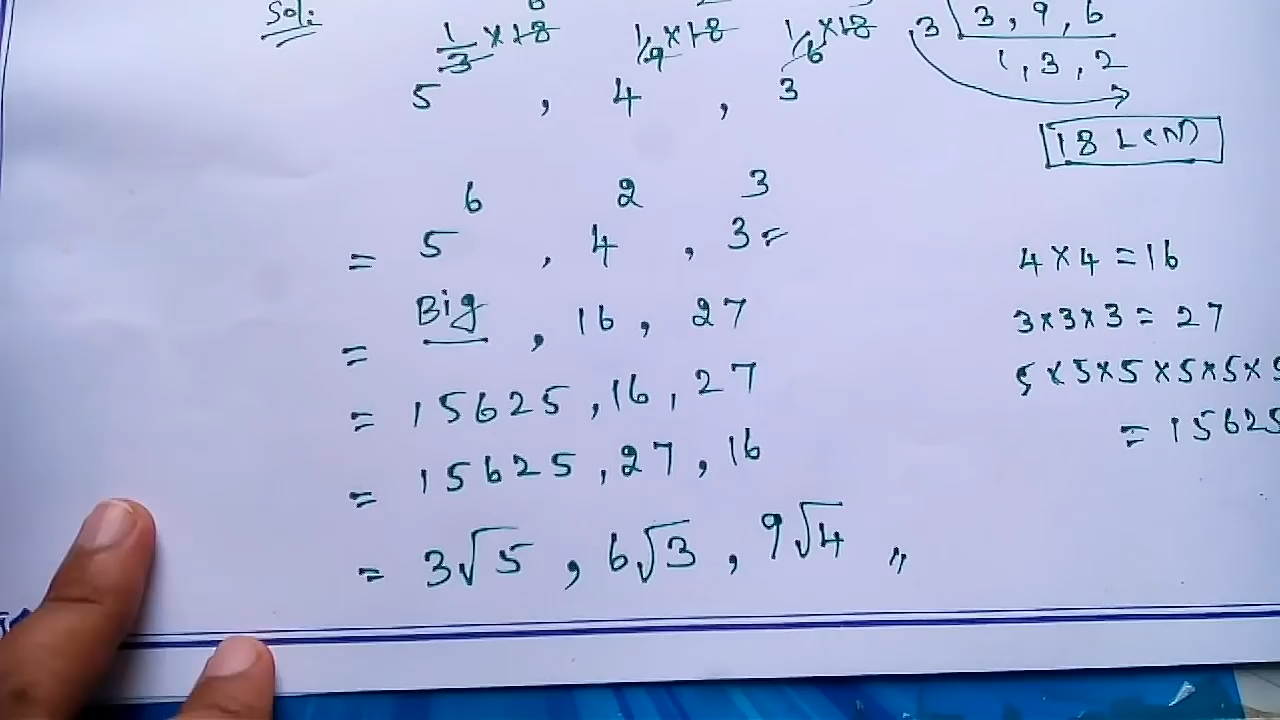 Sol:
1/3 × 18 1/9 × 18 1/6 × 18
5 , 4 , 3
3 3, 9, 6
1, 3, 2
18 LCM
6 2 3
= 5 , 4 , 3 =
= Big , 16 , 27
= 15625 , 16 , 27
= 15625 , 27 , 16
= 3√5 , 6√3 , 9√4 ,,
4 × 4 = 16
3×3×3 = 27
5×5×5×5×5×5
= 15625